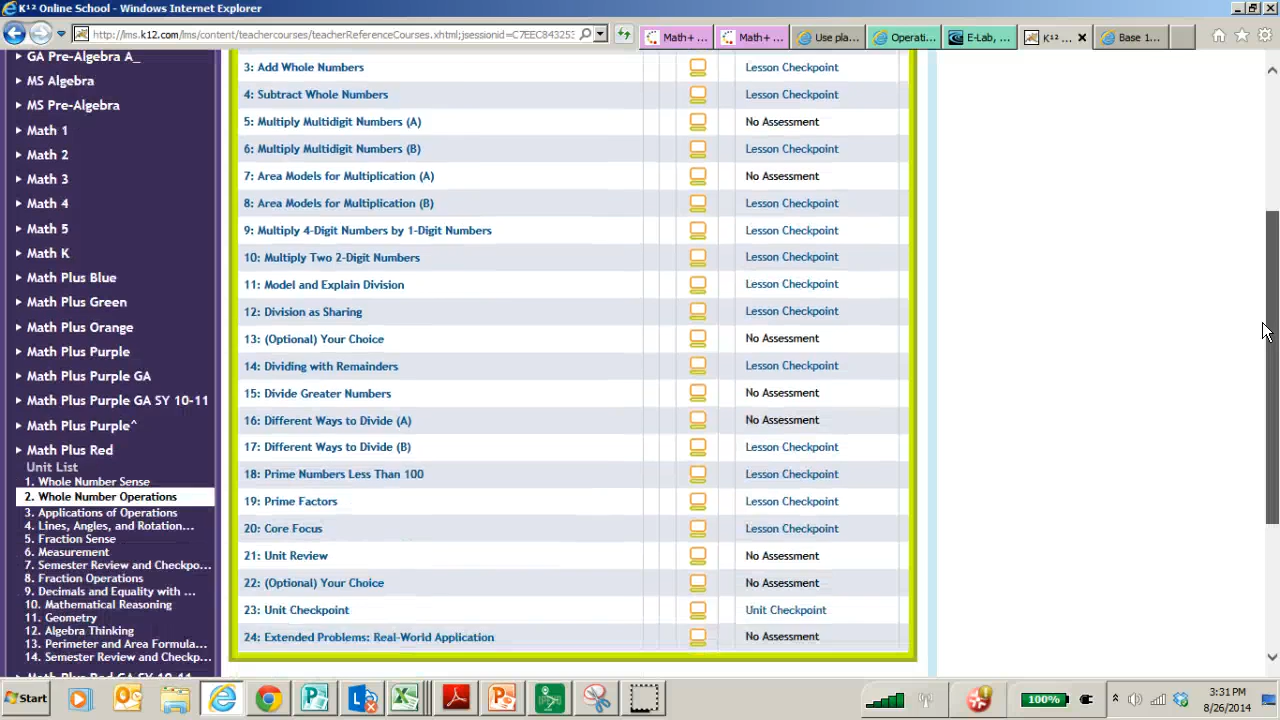 K¹² Online School - Windows Internet Explorer
http://lms.k12.com/lms/content/teachercourses/teacherReferenceCourses.xhtml;jsessionid=C7EEC843253
Math+ ...
Math+ ...
Use pla...
Operati...
E-Lab, ...
K¹² ...
Base 1...
GA Pre-Algebra A_
MS Algebra
MS Pre-Algebra
Math 1
Math 2
Math 3
Math 4
Math 5
Math K
Math Plus Blue
Math Plus Green
Math Plus Orange
Math Plus Purple
Math Plus Purple GA
Math Plus Purple GA SY 10-11
Math Plus Purple^
Math Plus Red
Unit List
1. Whole Number Sense
2. Whole Number Operations
3. Applications of Operations
4. Lines, Angles, and Rotation...
5. Fraction Sense
6. Measurement
7. Semester Review and Checkpo...
8. Fraction Operations
9. Decimals and Equality with ...
10. Mathematical Reasoning
11. Geometry
12. Algebra Thinking
13. Perimeter and Area Formula...
14. Semester Review and Checkp...
Math Plus Red GA SY 10-11
3: Add Whole Numbers Lesson Checkpoint
4: Subtract Whole Numbers Lesson Checkpoint
5: Multiply Multidigit Numbers (A) No Assessment
6: Multiply Multidigit Numbers (B) Lesson Checkpoint
7: Area Models for Multiplication (A) No Assessment
8: Area Models for Multiplication (B) Lesson Checkpoint
9: Multiply 4-Digit Numbers by 1-Digit Numbers Lesson Checkpoint
10: Multiply Two 2-Digit Numbers Lesson Checkpoint
11: Model and Explain Division Lesson Checkpoint
12: Division as Sharing Lesson Checkpoint
13: (Optional) Your Choice No Assessment
14: Dividing with Remainders Lesson Checkpoint
15: Divide Greater Numbers No Assessment
16: Different Ways to Divide (A) No Assessment
17: Different Ways to Divide (B) Lesson Checkpoint
18: Prime Numbers Less Than 100 Lesson Checkpoint
19: Prime Factors Lesson Checkpoint
20: Core Focus Lesson Checkpoint
21: Unit Review No Assessment
22: (Optional) Your Choice No Assessment
23: Unit Checkpoint Unit Checkpoint
24: Extended Problems: Real-World Application No Assessment
Start
100%
3:31 PM
8/26/2014